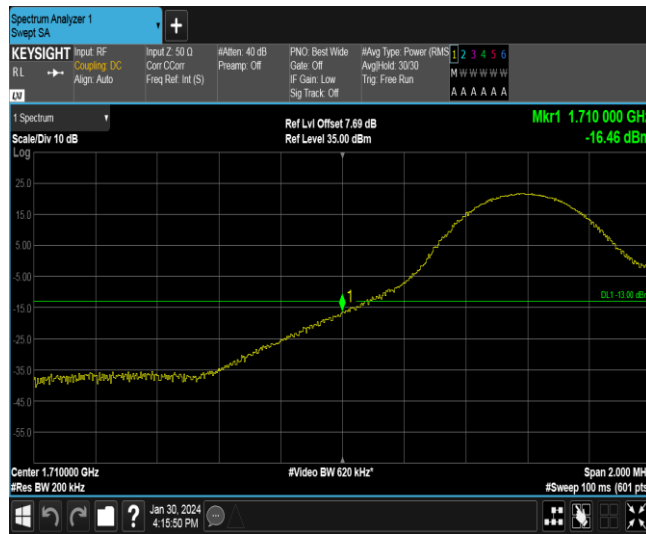 Spectrum Analyzer 1
Swept SA
+
KEYSIGHT
RL
LXI
Input: RF
Coupling: DC
Align: Auto
Input Z: 50 Ω
Corr CCorr
Freq Ref: Int (S)
#Atten: 40 dB
Preamp: Off
PNO: Best Wide
Gate: Off
IF Gain: Low
Sig Track: Off
#Avg Type: Power (RMS
Avg|Hold: 30/30
Trig: Free Run
1 2 3 4 5 6
M W W W W W
A A A A A A
1 Spectrum
Scale/Div 10 dB
Log
Ref Lvl Offset 7.69 dB
Ref Level 35.00 dBm
Mkr1 1.710 000 GHz
-16.46 dBm
25.0
15.0
5.00
-5.00
-15.0
-25.0
-35.0
-45.0
-55.0
1
DL1 -13.00 dBm
Center 1.710000 GHz
#Res BW 200 kHz
#Video BW 620 kHz*
Span 2.000 MH
#Sweep 100 ms (601 pts
?
Jan 30, 2024
4:15:50 PM